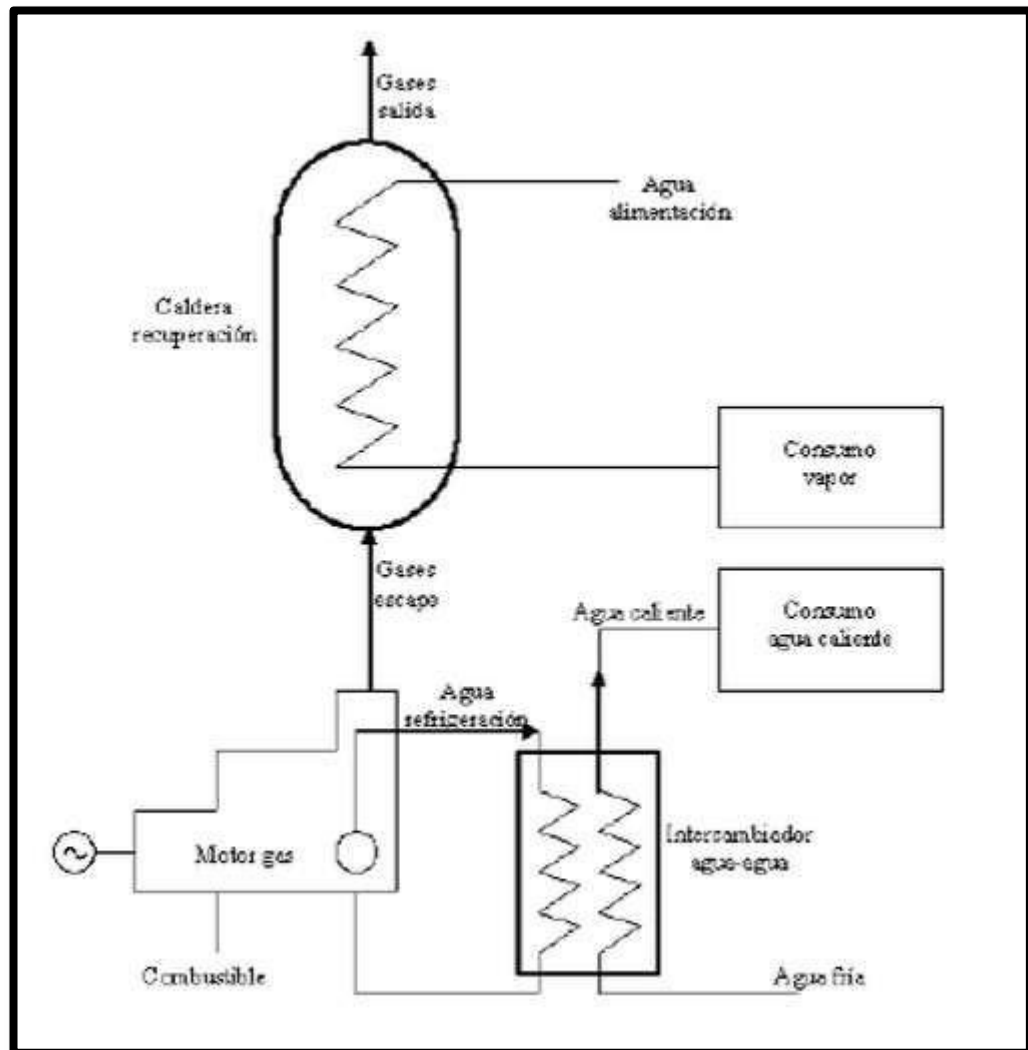 Gases
salida
Agua
alimentación
Caldera
recuperación
Consumo
vapor
Gases
escape
Agua caliente
Consumo
agua caliente
Agua
refrigeración
Motor gas
Intercambiador
agua-agua
Combustible
Agua fría